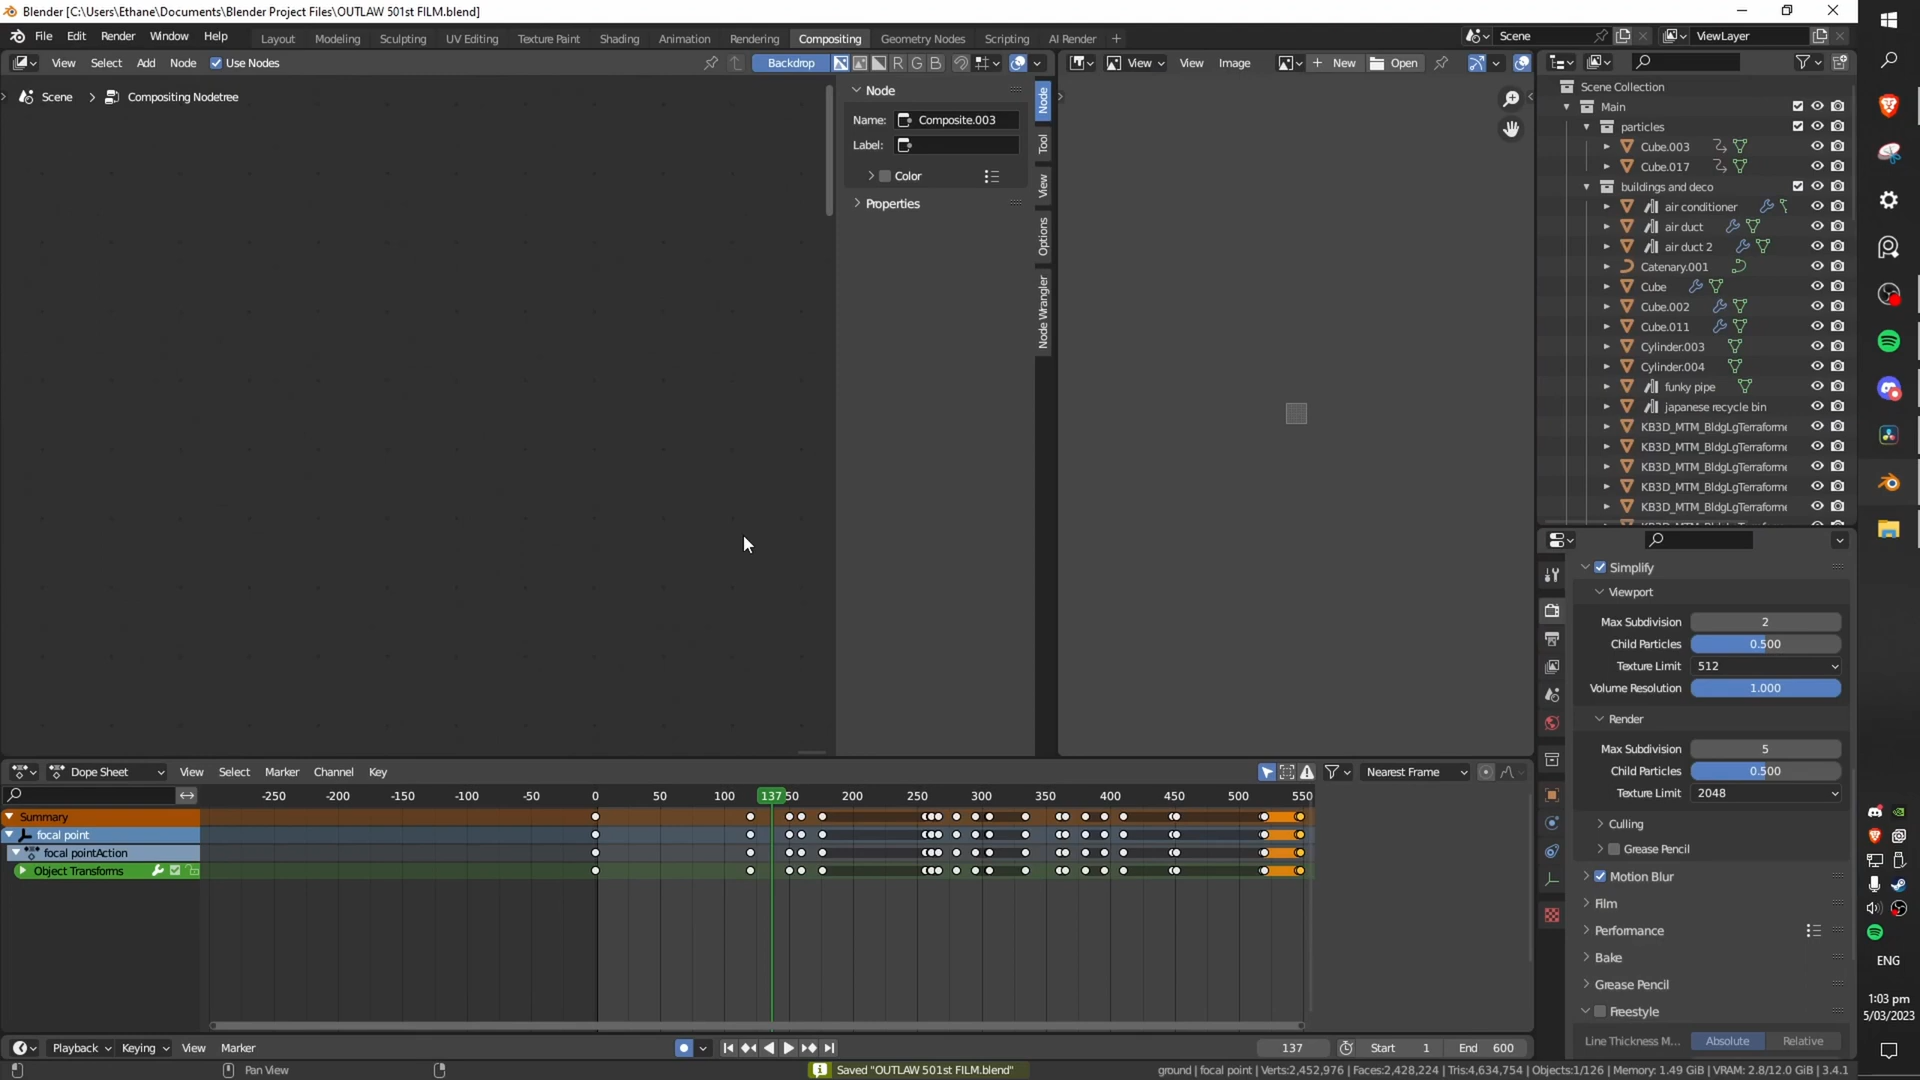 Blender [C:\Users\Ethane\Documents\Blender Project Files\OUTLAW 501st FILM.blend]
File Edit Render Window Help Layout Modeling Sculpting UV Editing Texture Paint Shading Animation Rendering Compositing Geometry Nodes Scripting AI Render + Scene ViewLayer
View Select Add Node Use Nodes Backdrop R G B View View Image + New Open
Scene > Compositing Nodetree
Node
Name: Composite.003
Label:
Color
Properties
Node
Tool
View
Options
Node Wrangler
Scene Collection
Main
particles
Cube.003
Cube.017
buildings and deco
air conditioner
air duct
air duct 2
Catenary.001
Cube
Cube.002
Cube.011
Cylinder.003
Cylinder.004
funky pipe
japanese recycle bin
KB3D_MTM_BldgLgTerraforme
KB3D_MTM_BldgLgTerraforme
KB3D_MTM_BldgLgTerraforme
KB3D_MTM_BldgLgTerraforme
KB3D_MTM_BldgLgTerraforme
Simplify
Viewport
Max Subdivision 2
Child Particles 0.500
Texture Limit 512
Volume Resolution 1.000
Render
Max Subdivision 5
Child Particles 0.500
Texture Limit 2048
Culling
Grease Pencil
Motion Blur
Film
Performance
Bake
Grease Pencil
Freestyle
Line Thickness M... Absolute Relative
Dope Sheet View Select Marker Channel Key Nearest Frame
-250 -200 -150 -100 -50 0 50 100 137 50 200 250 300 350 400 450 500 550
Summary
focal point
focal pointAction
Object Transforms
Playback Keying View Marker 137 Start 1 End 600
Pan View Saved "OUTLAW 501st FILM.blend" ground | focal point | Verts:2,452,976 | Faces:2,428,224 | Tris:4,634,754 | Objects:1/126 | Memory: 1.49 GiB | VRAM: 2.8/12.0 GiB | 3.4.1
ENG
1:03 pm
5/03/2023